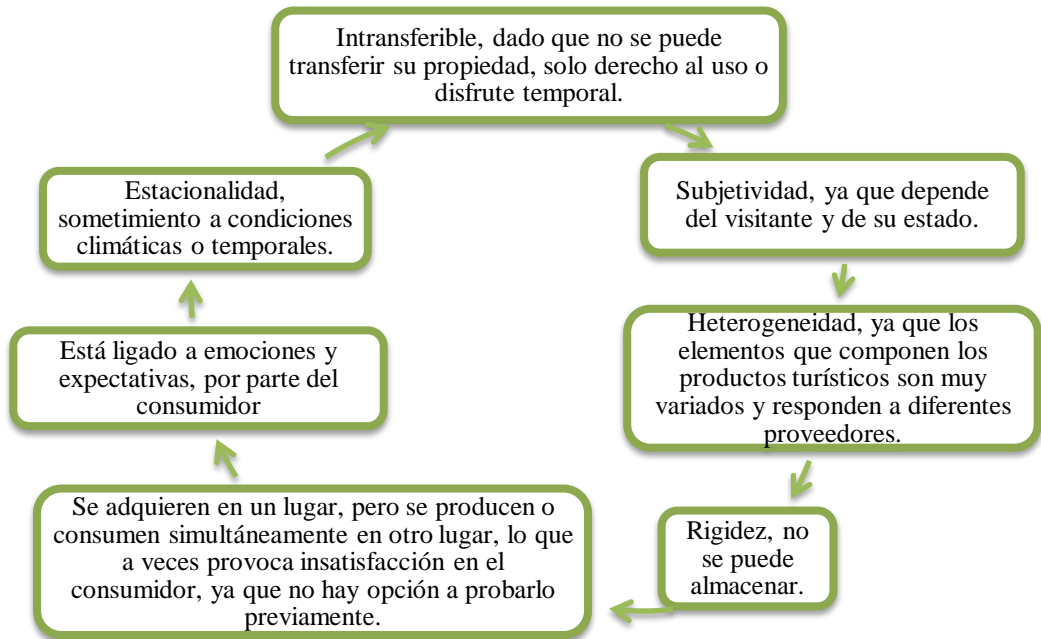 Intransferible, dado que no se puede
transferir su propiedad, solo derecho al uso o
disfrute temporal.
Subjetividad, ya que depende
del visitante y de su estado.
Heterogeneidad, ya que los
elementos que componen los
productos turísticos son muy
variados y responden a diferentes
proveedores.
Rigidez, no
se puede
almacenar.
Se adquieren en un lugar, pero se producen o
consumen simultáneamente en otro lugar, lo que
a veces provoca insatisfacción en el
consumidor, ya que no hay opción a probarlo
previamente.
Está ligado a emociones y
expectativas, por parte del
consumidor
Estacionalidad,
sometimiento a condiciones
climáticas o temporales.